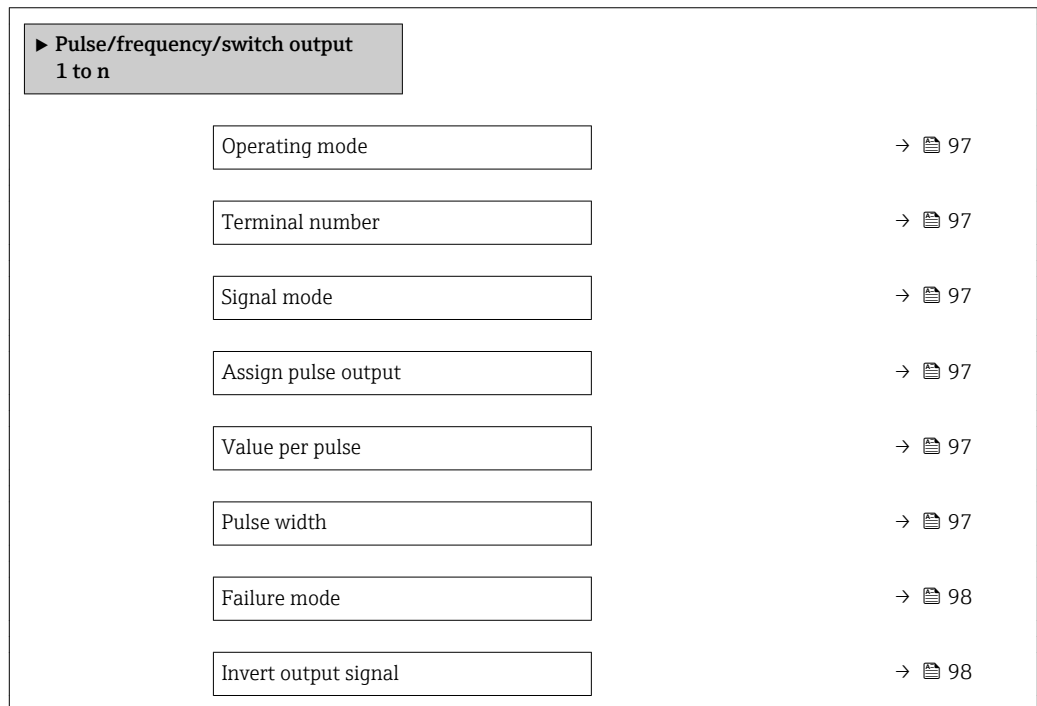 ▶ Pulse/frequency/switch output
1 to n
Operating mode → 97
Terminal number → 97
Signal mode → 97
Assign pulse output → 97
Value per pulse → 97
Pulse width → 97
Failure mode → 98
Invert output signal → 98